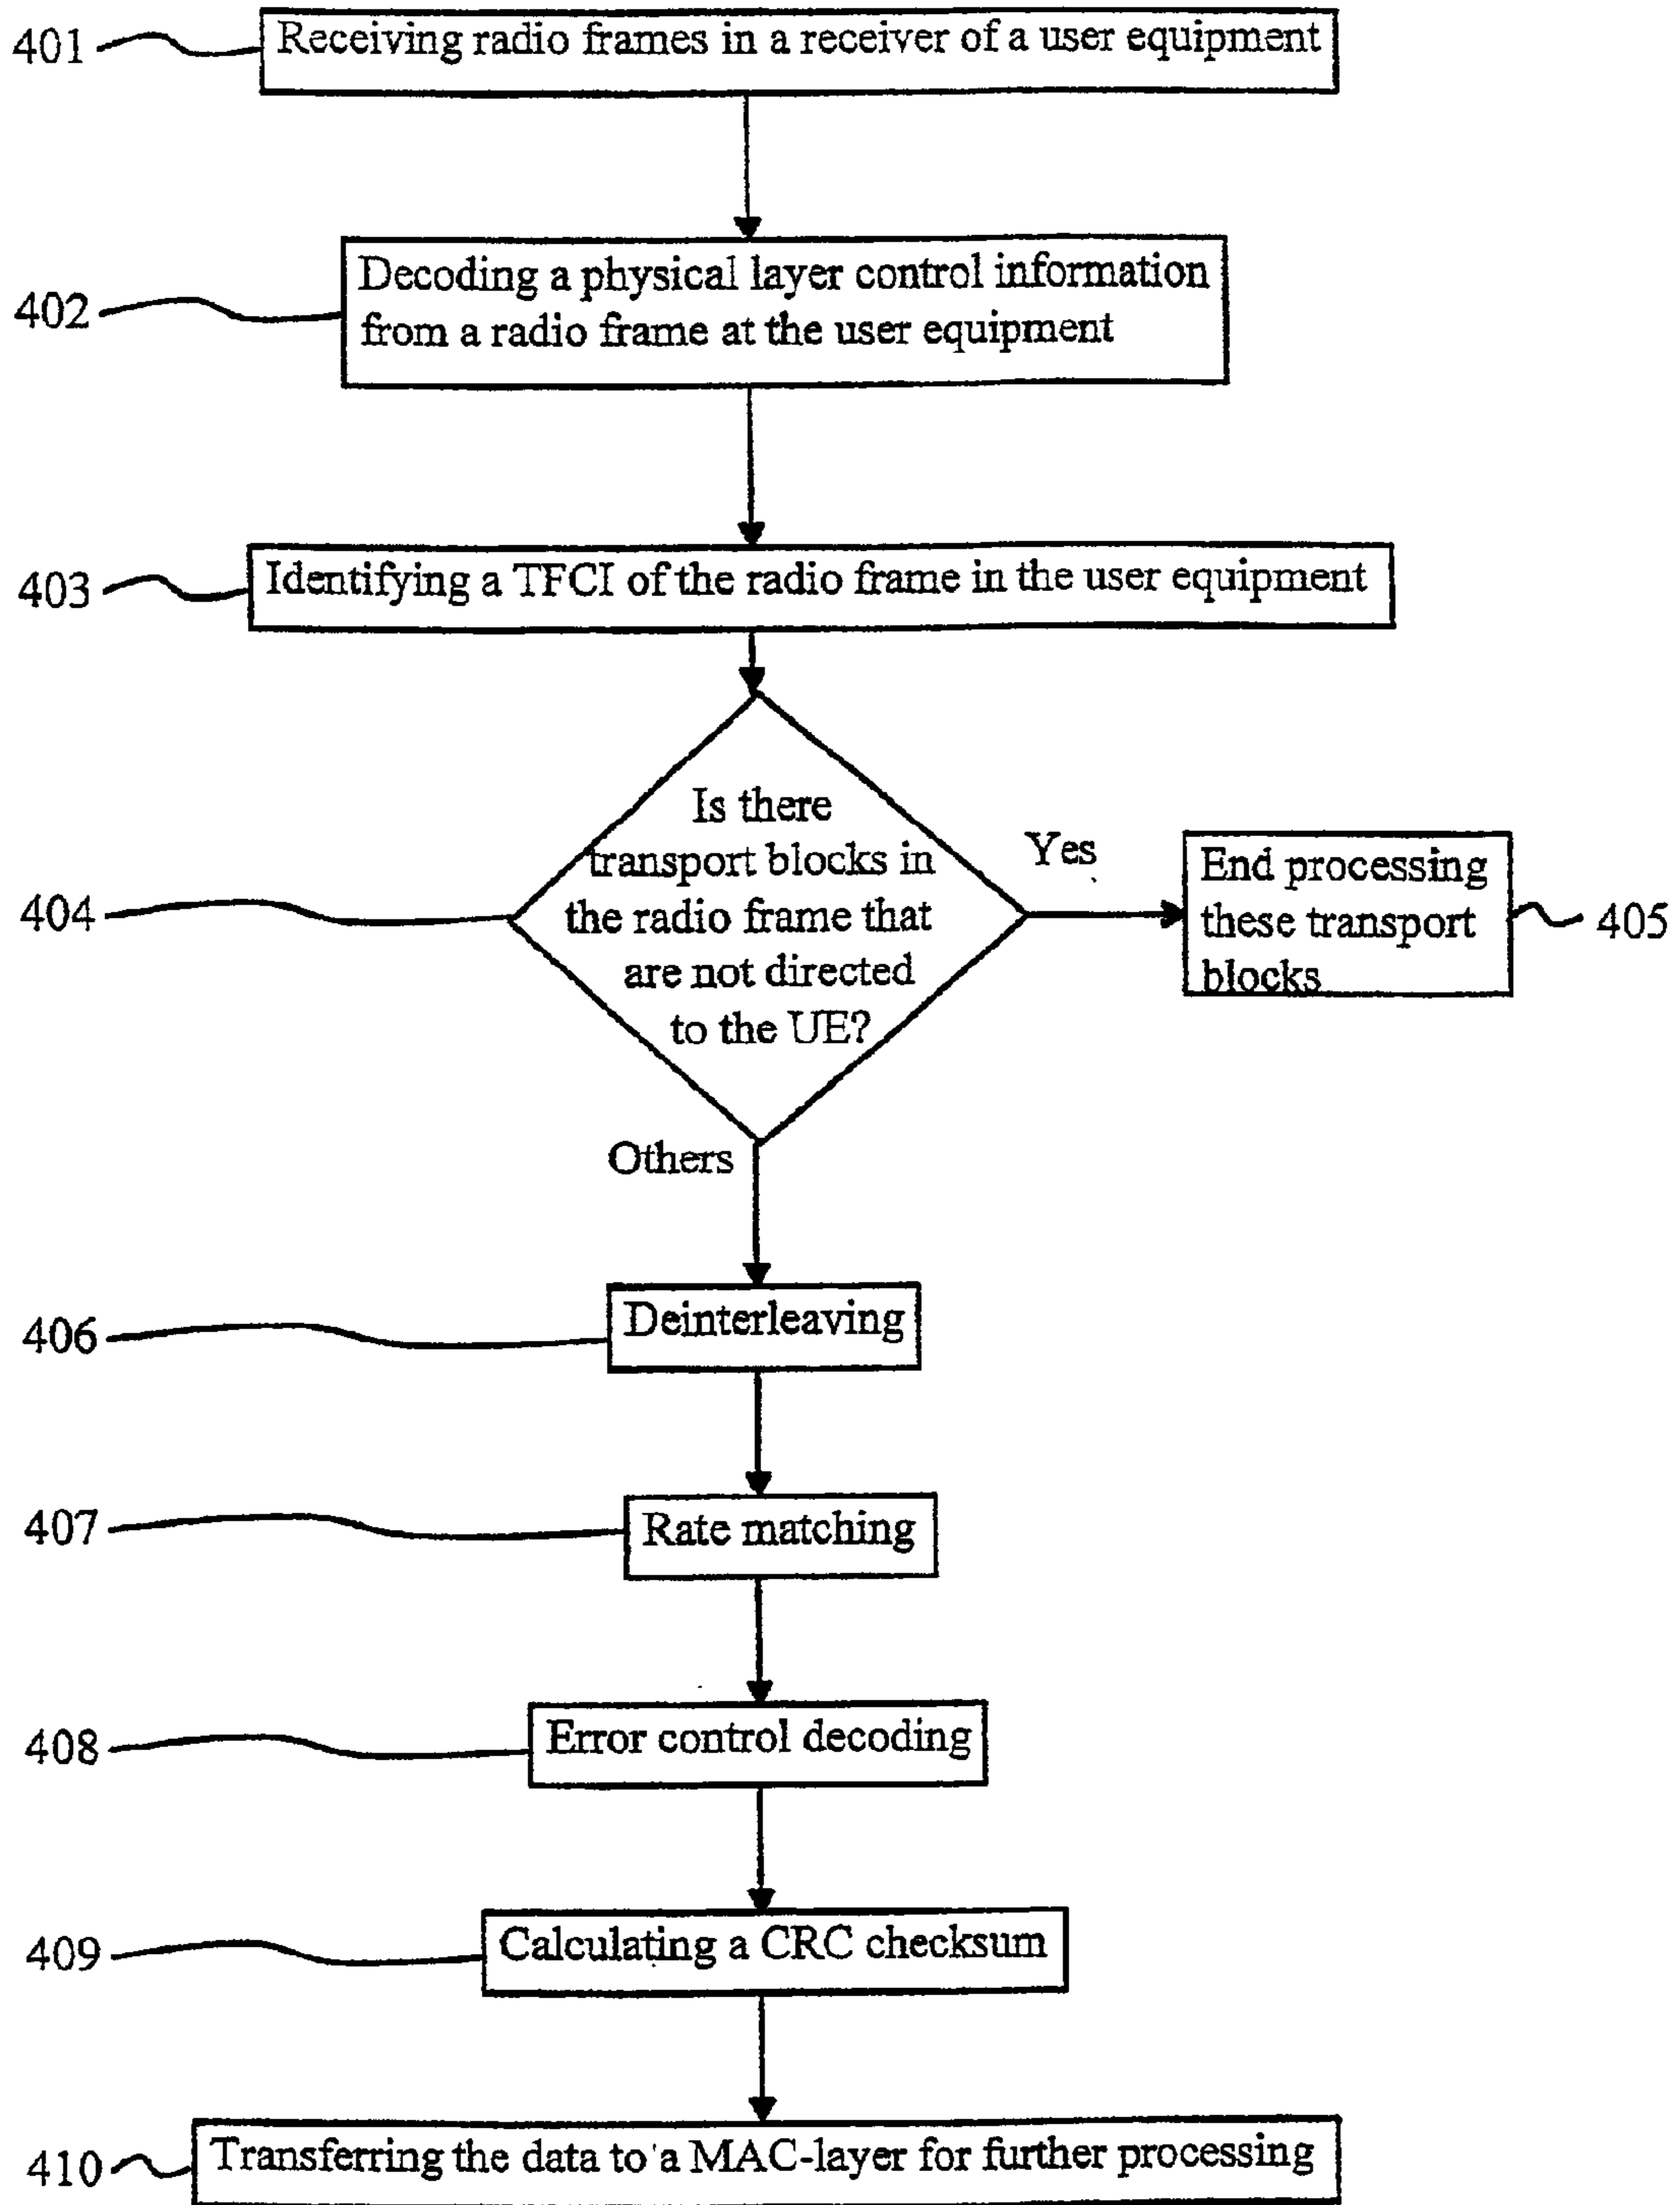 401
Receiving radio frames in a receiver of a user equipment
402
Decoding a physical layer control information
from a radio frame at the user equipment
403
Identifying a TFCI of the radio frame in the user equipment
404
Is there
transport blocks in
the radio frame that
are not directed
to the UE?
Yes
End processing
these transport
blocks
405
Others
406
Deinterleaving
407
Rate matching
408
Error control decoding
409
Calculating a CRC checksum
410
Transferring the data to a MAC-layer for further processing